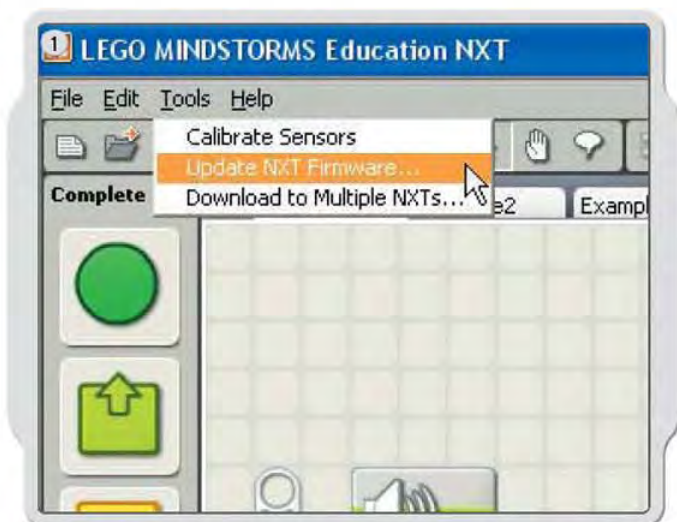 1 LEGO MINDSTORMS Education NXT
File Edit Tools Help
Calibrate Sensors
Update NXT Firmware...
Download to Multiple NXTs...
Complete
e2
Exampl